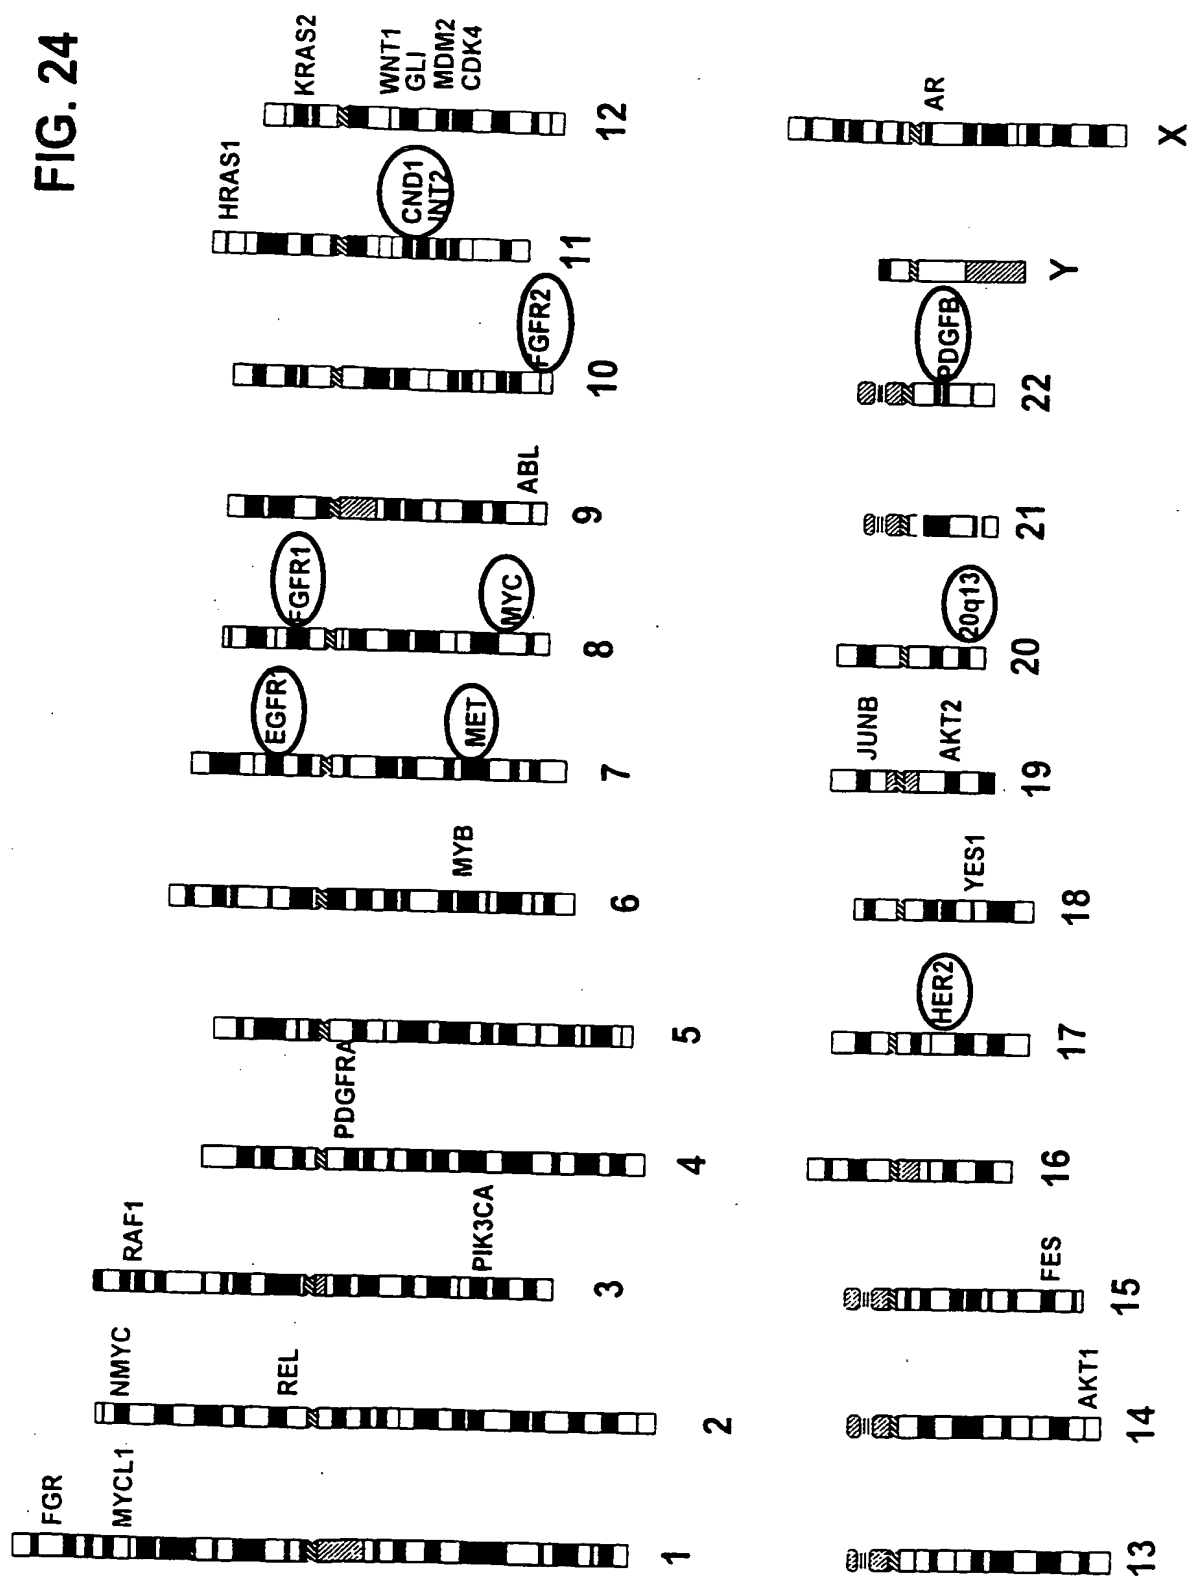 FIG. 24
FGR
MYCL1
1
NMYC
REL
2
RAF1
PIK3CA
3
PDGFRA
4
5
MYB
6
EGFR1
MET
7
FGFR1
MYC
8
ABL
9
FGFR2
10
HRAS1
CND1
INT2
11
KRAS2
WNT1
GLI
MDM2
CDK4
12
13
AKT1
14
FES
15
16
HER2
17
YES1
18
JUNB
AKT2
19
20q13
20
21
PDGFB
22
Y
AR
X